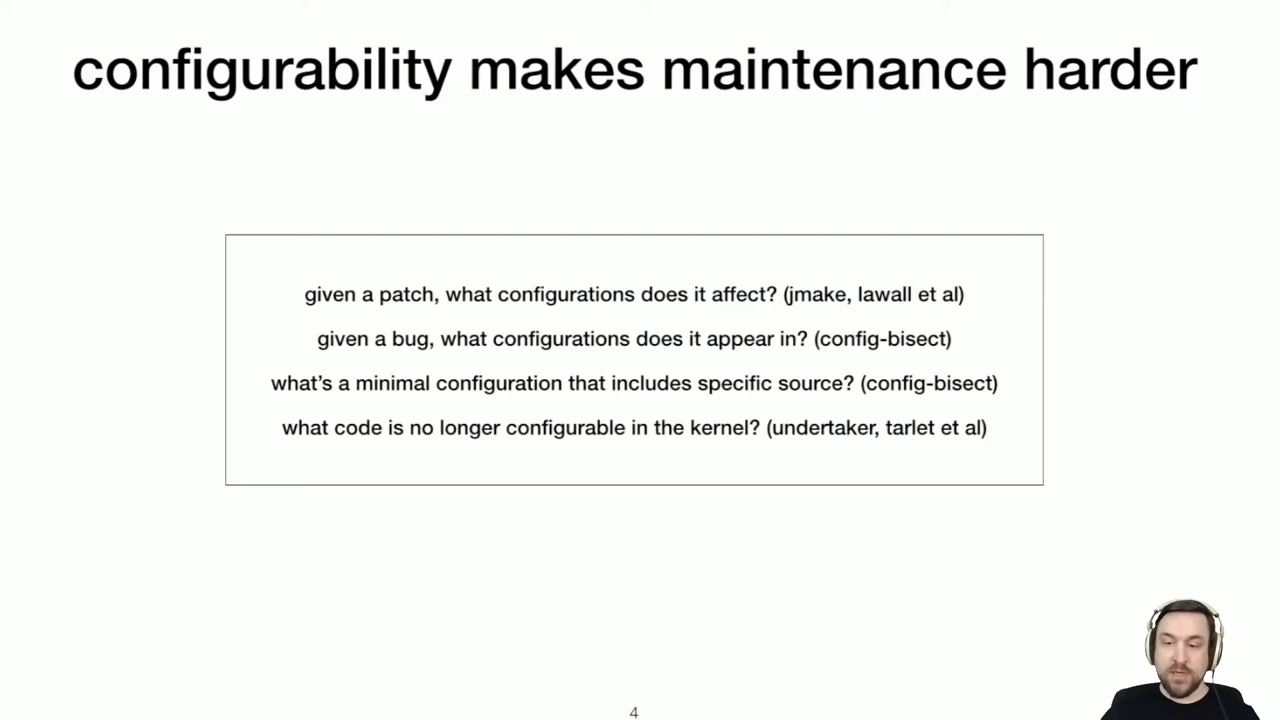 configurability makes maintenance harder
given a patch, what configurations does it affect? (jmake, lawall et al)
given a bug, what configurations does it appear in? (config-bisect)
what’s a minimal configuration that includes specific source? (config-bisect)
what code is no longer configurable in the kernel? (undertaker, tarlet et al)
4